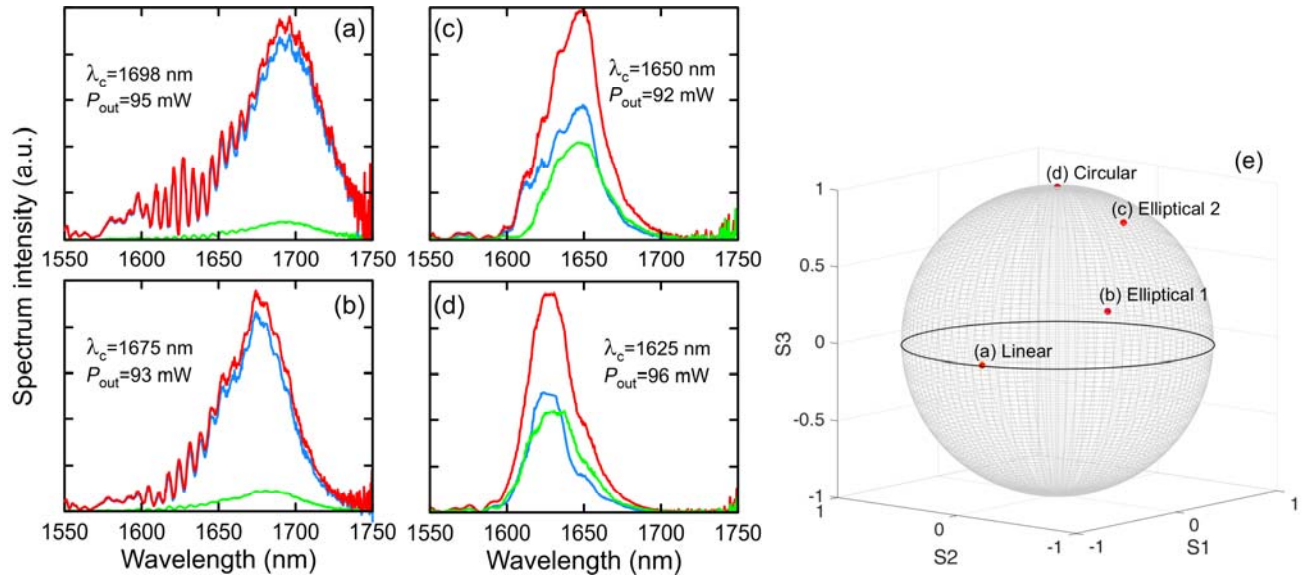 (a)
λc=1698 nm
Pout=95 mW
1550 1600 1650 1700 1750
(c)
λc=1650 nm
Pout=92 mW
1550 1600 1650 1700 1750
(b)
λc=1675 nm
Pout=93 mW
1550 1600 1650 1700 1750
Wavelength (nm)
(d)
λc=1625 nm
Pout=96 mW
1550 1600 1650 1700 1750
Wavelength (nm)
Spectrum intensity (a.u.)
(e)
(d) Circular
(c) Elliptical 2
(b) Elliptical 1
(a) Linear
1
0.5
0
-0.5
-1
S3
1
0
-1
S2
-1
0
1
S1